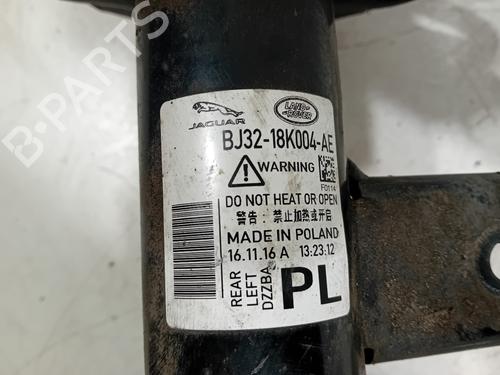 B-PARTS
JAGUAR
LAND-
ROVER
BJ32-18K004-AE
WARNING
F0114
DO NOT HEAT OR OPEN
警告: 禁止加热或开启
MADE IN POLAND
16.11.16 A 13:23:12
REAR
LEFT
DZZBA
PL